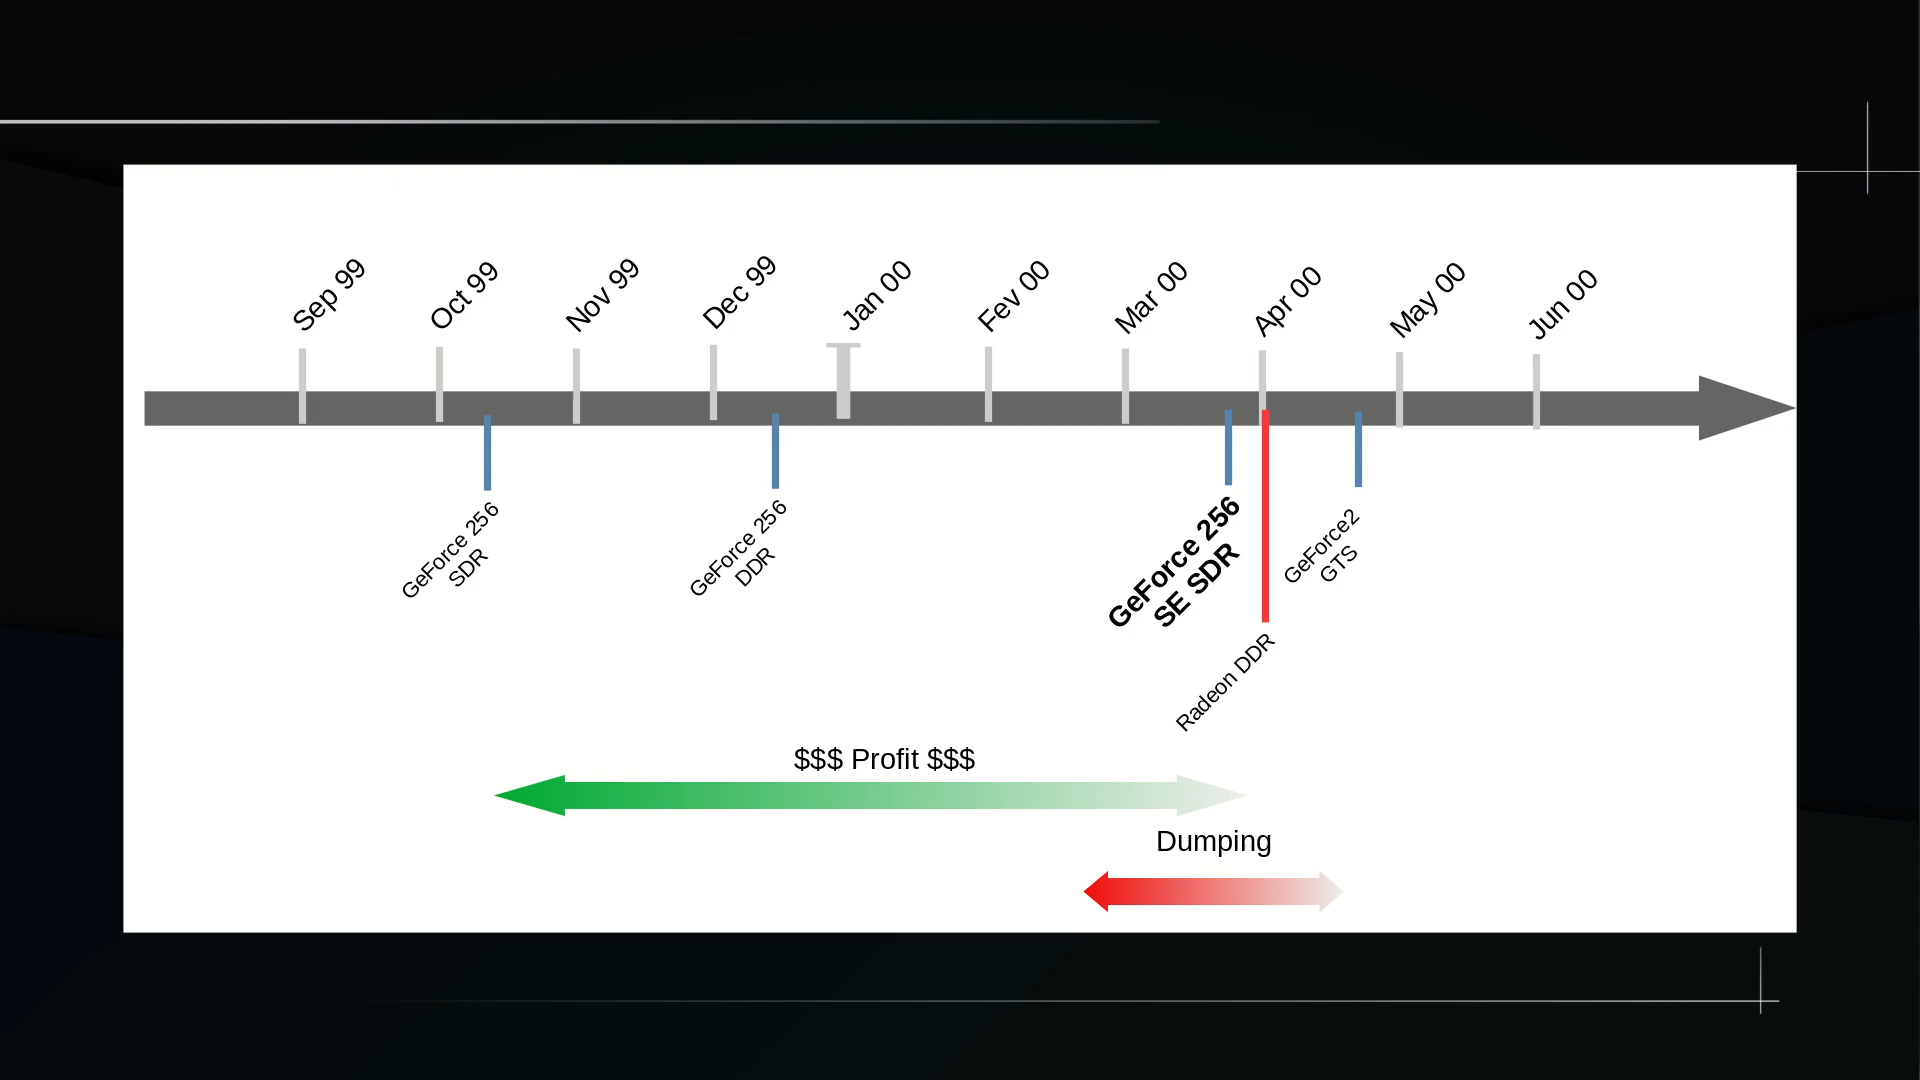 Sep 99
Oct 99
Nov 99
Dec 99
Jan 00
Fev 00
Mar 00
Apr 00
May 00
Jun 00
GeForce 256
SDR
GeForce 256
DDR
GeForce 256
SE SDR
Radeon DDR
GeForce2
GTS
$$$ Profit $$$
Dumping